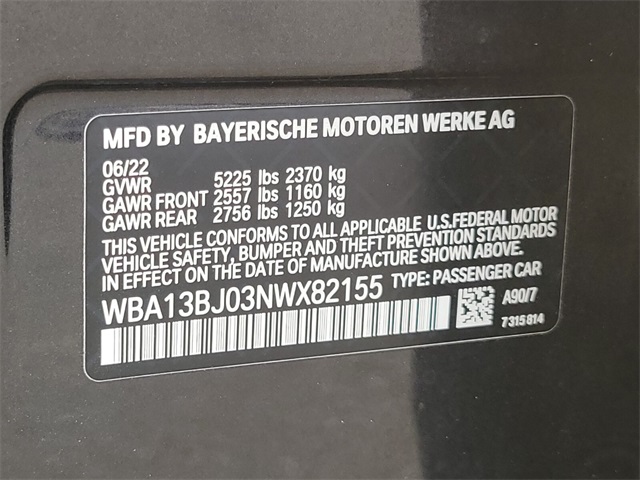 MFD BY BAYERISCHE MOTOREN WERKE AG
06/22
GVWR 5225 lbs 2370 kg
GAWR FRONT 2557 lbs 1160 kg
GAWR REAR 2756 lbs 1250 kg
THIS VEHICLE CONFORMS TO ALL APPLICABLE U.S.FEDERAL MOTOR
VEHICLE SAFETY, BUMPER AND THEFT PREVENTION STANDARDS
IN EFFECT ON THE DATE OF MANUFACTURE SHOWN ABOVE.
WBA13BJ03NWX82155 TYPE: PASSENGER CAR
A90/7
7315814